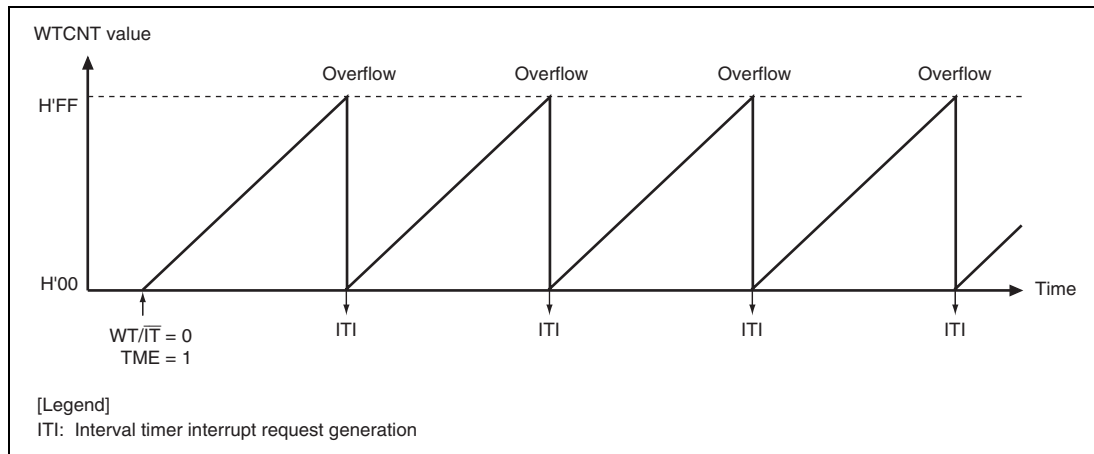 WTCNT value
Overflow Overflow Overflow Overflow
H'FF
H'00
Time
WT/I̅T̅ = 0
TME = 1
ITI ITI ITI ITI
[Legend]
ITI: Interval timer interrupt request generation